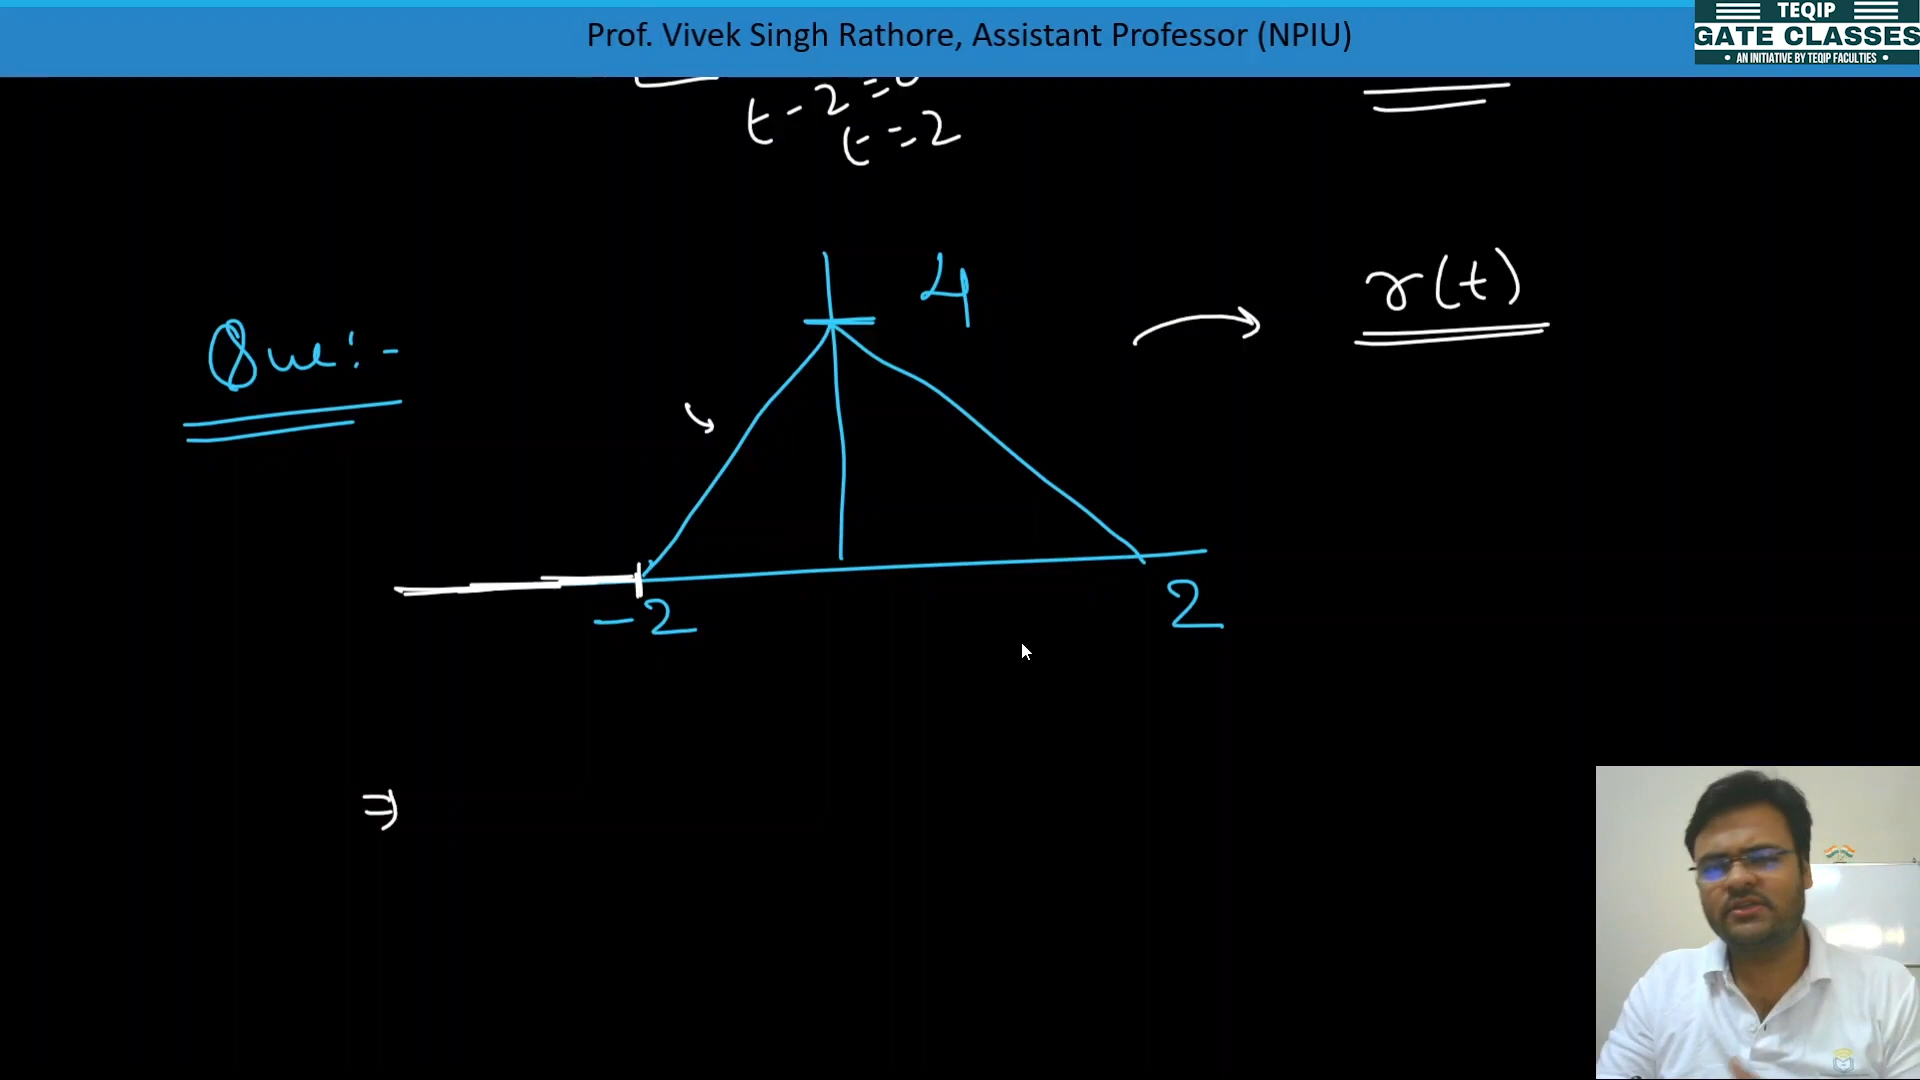 Prof. Vivek Singh Rathore, Assistant Professor (NPIU)
TEQIP
GATE CLASSES
• AN INITIATIVE BY TEQIP FACULTIES •
t - 2 = 0
t = 2
4
r(t)
Que:-
-2
2
⇒